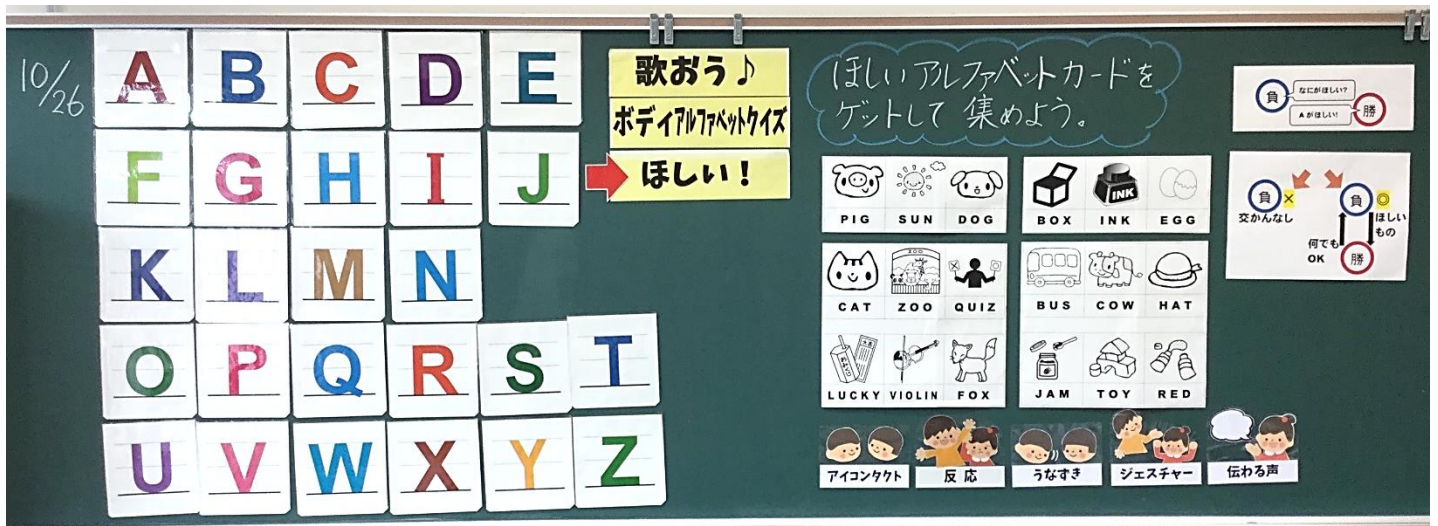 10/26
A B C D E
F G H I J
K L M N
O P Q R S T
U V W X Y Z
歌おう♪
ボディアルファベットクイズ
ほしい！
ほしいアルファベットカードを
ゲットして 集めよう。
PIG SUN DOG
ZOO
CAT ZOO QUIZ
LUCKY VIOLIN FOX
INK
BOX INK EGG
BUS COW HAT
JAM TOY RED
負 なにがほしい?
Aがほしい! 勝
負 × 負 ◎
交かんなし ほしい
もの
何でも
OK 勝
アイコンタクト 反応 うなずき ジェスチャー 伝わる声